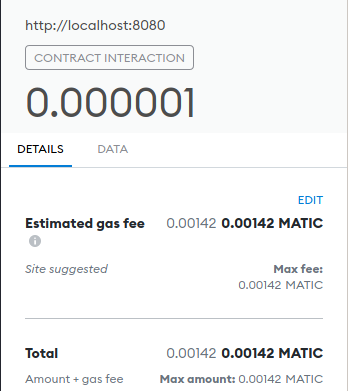 http://localhost:8080
CONTRACT INTERACTION
0.000001
DETAILS DATA
EDIT
Estimated gas fee 0.00142 0.00142 MATIC
Site suggested Max fee:
0.00142 MATIC
Total 0.00142 0.00142 MATIC
Amount + gas fee Max amount: 0.00142 MATIC